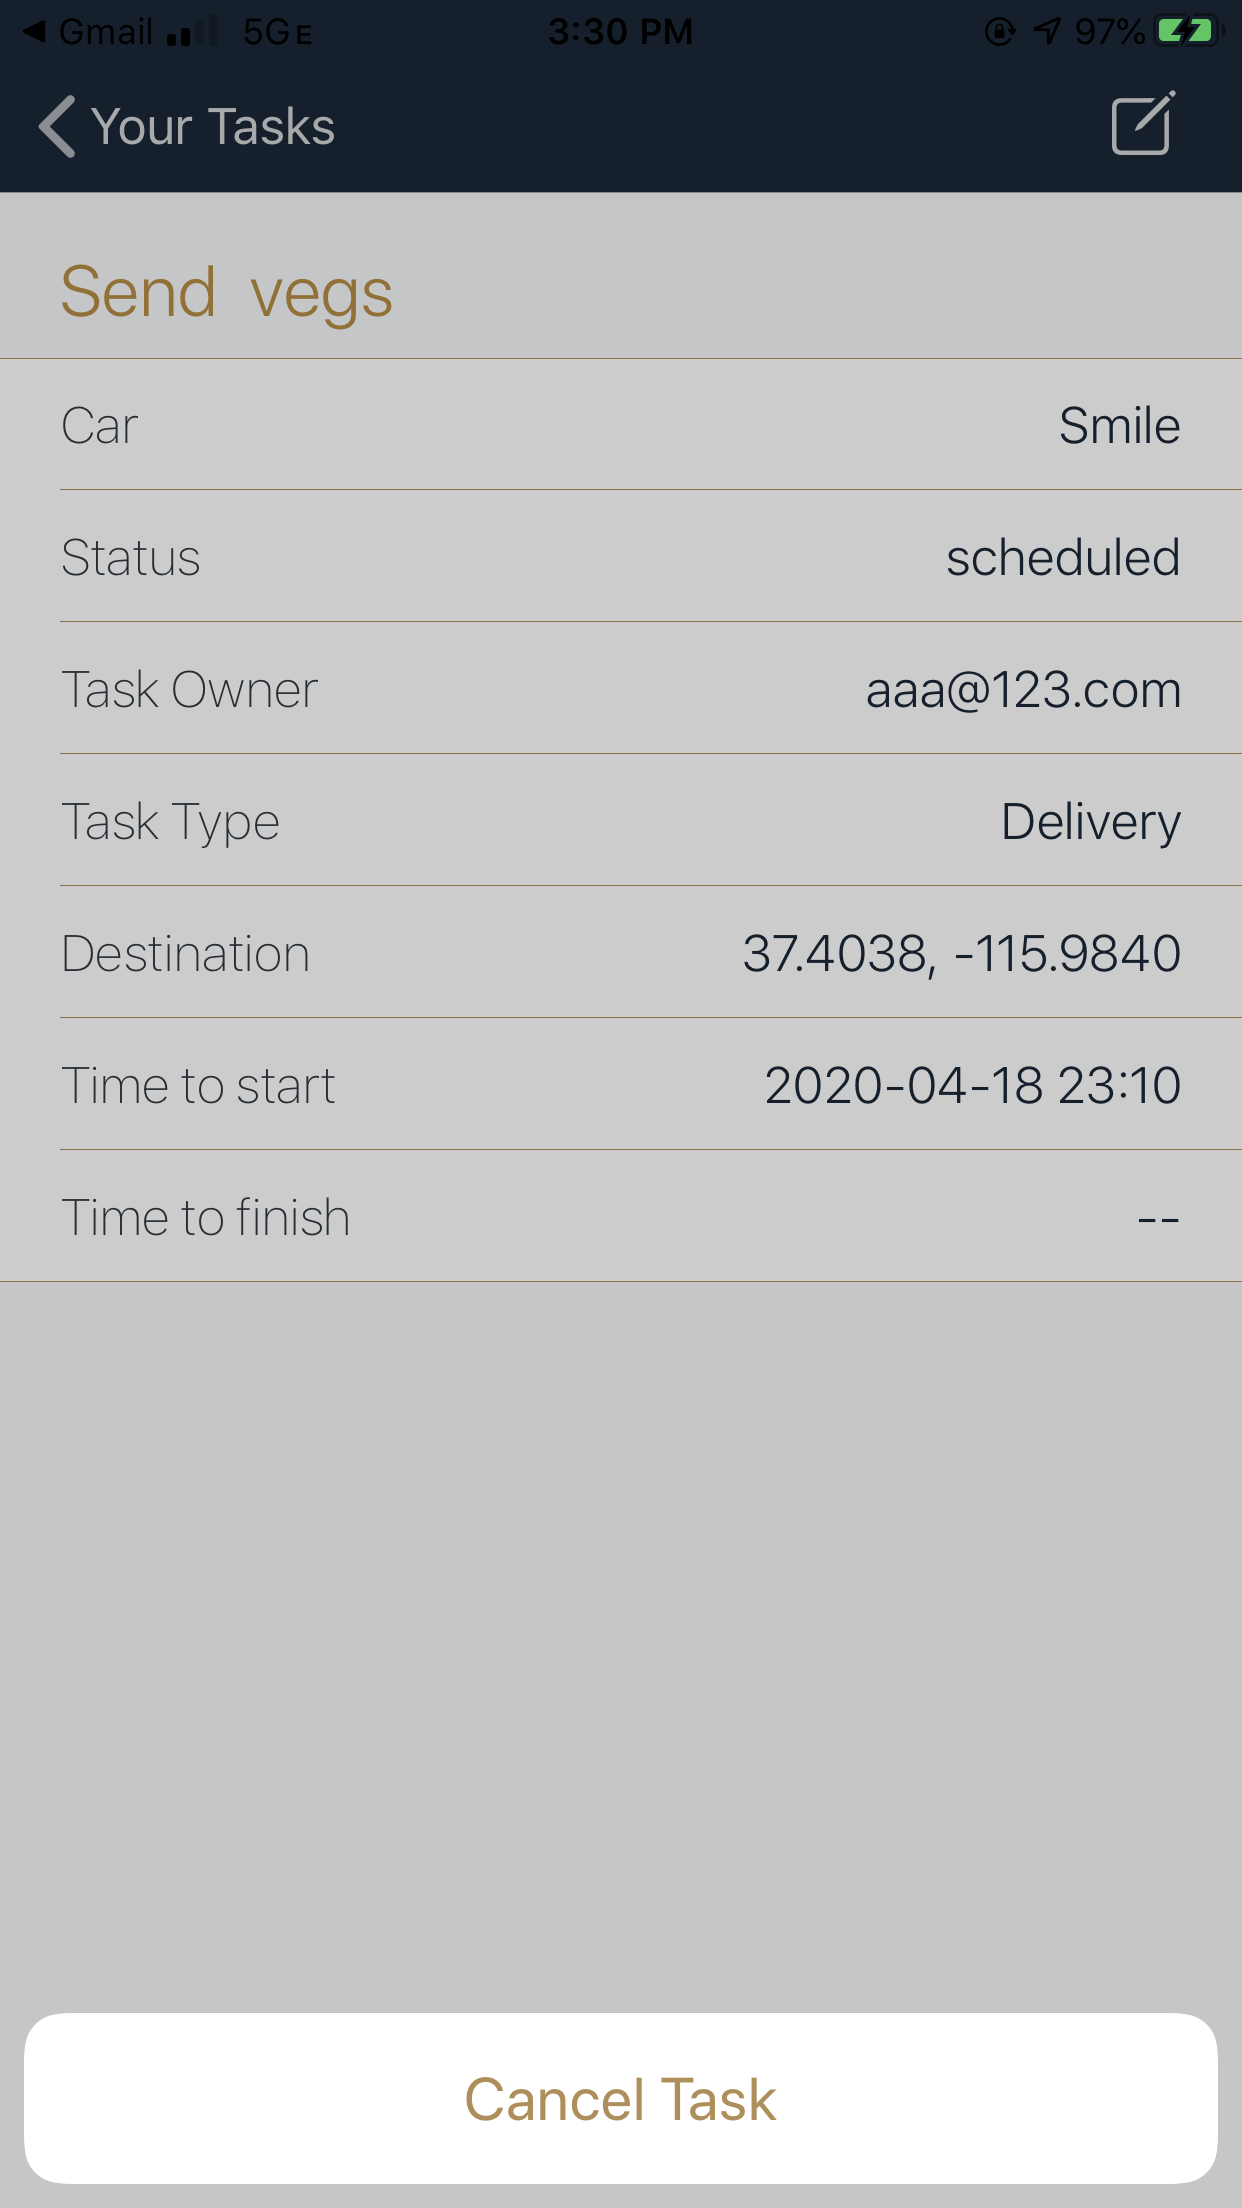 Gmail 5GE 3:30 PM 97%
Your Tasks
Send vegs
Car Smile
Status scheduled
Task Owner aaa@123.com
Task Type Delivery
Destination 37.4038, -115.9840
Time to start 2020-04-18 23:10
Time to finish --
Cancel Task